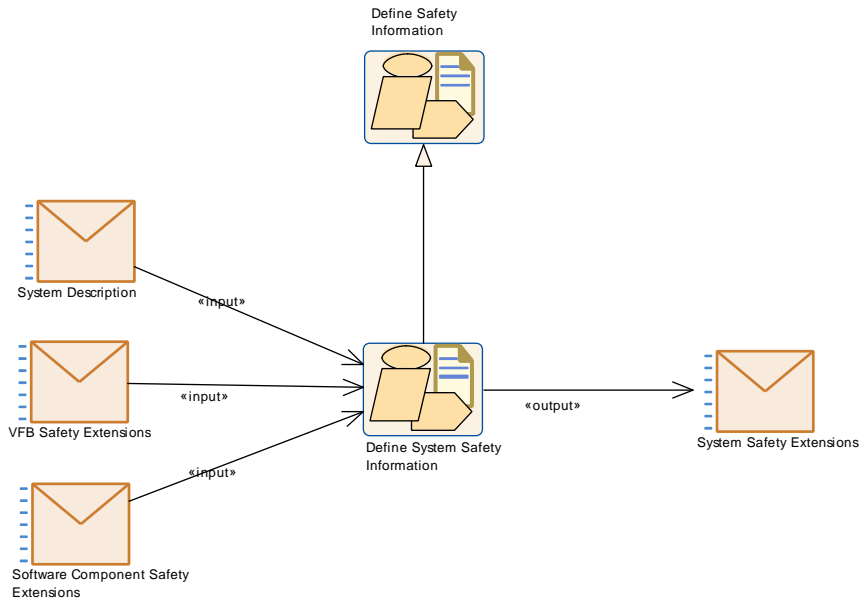 Define Safety
Information
System Description
«input»
VFB Safety Extensions
«input»
Software Component Safety
Extensions
«input»
Define System Safety
Information
«output»
System Safety Extensions